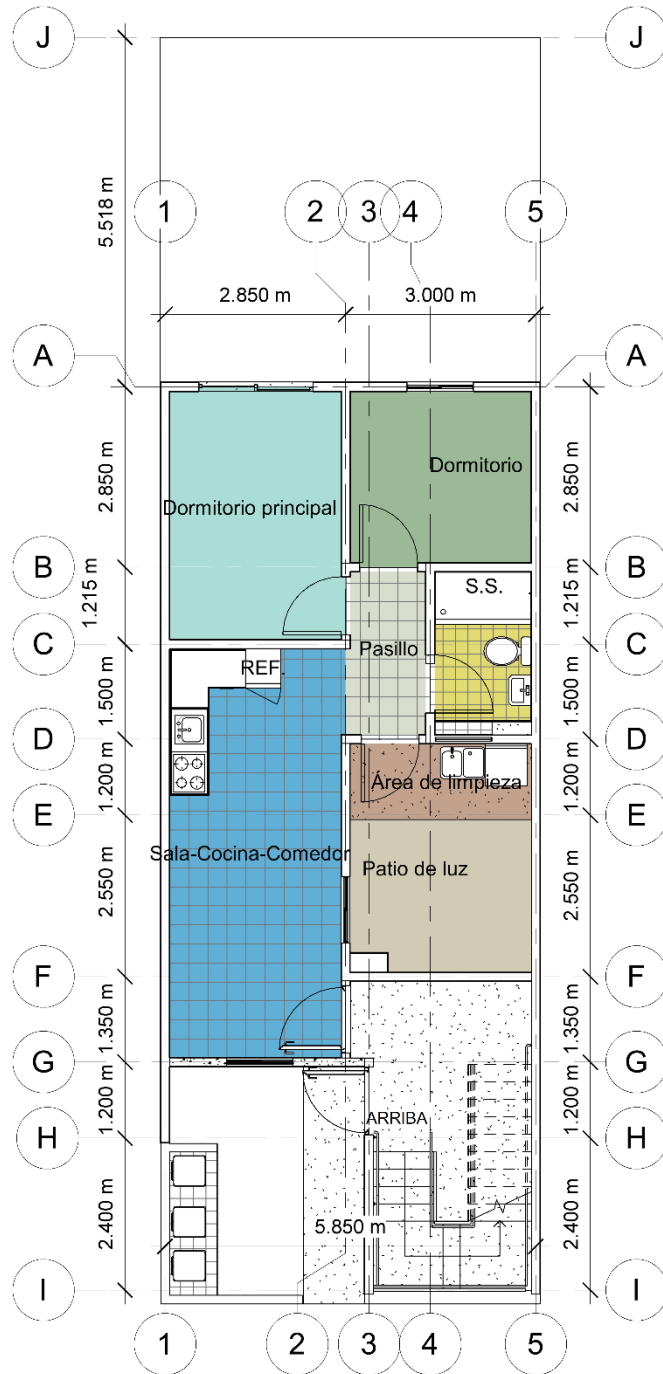 J J
5.518 m
1 2 3 4 5
2.850 m 3.000 m
A A
2.850 m 2.850 m
Dormitorio
Dormitorio principal
B B
1.215 m 1.215 m
S.S.
C C
Pasillo
REF.
1.500 m 1.500 m
D D
Área de limpieza
1.200 m 1.200 m
E E
Sala-Cocina-Comedor
Patio de luz
2.550 m 2.550 m
F F
1.350 m 1.350 m
G G
1.200 m 1.200 m
ARRIBA
H H
5.850 m
2.400 m 2.400 m
I I
1 2 3 4 5